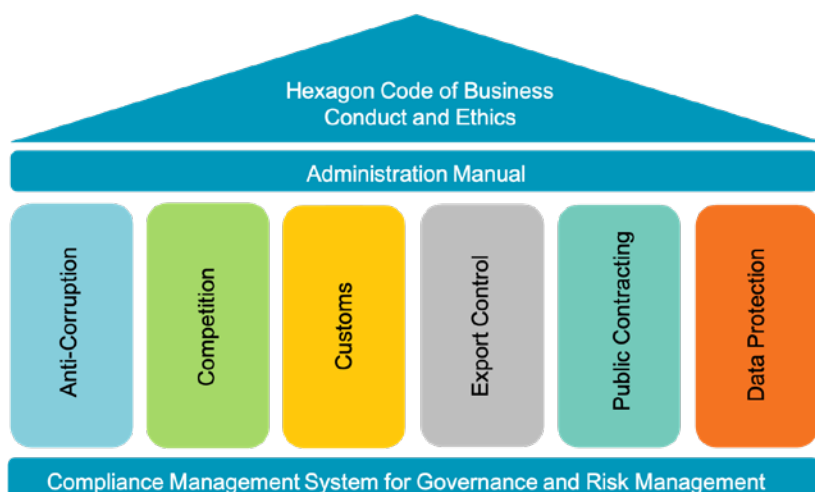 Hexagon Code of Business
Conduct and Ethics
Administration Manual
Anti-Corruption
Competition
Customs
Export Control
Public Contracting
Data Protection
Compliance Management System for Governance and Risk Management